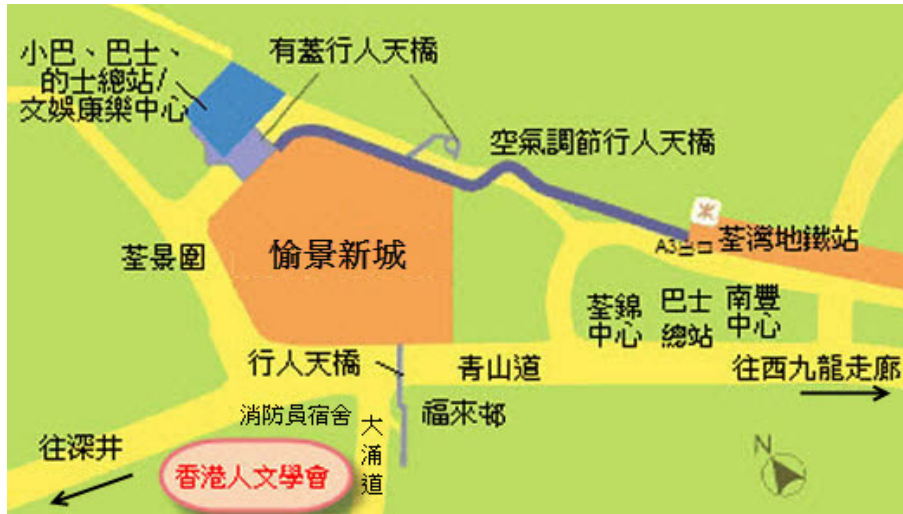 小巴、巴士、
的士總站/
文娛康樂中心
有蓋行人天橋
空氣調節行人天橋
荃景圍
愉景新城
A3出口
荃灣地鐵站
荃錦
中心
巴士
總站
南豐
中心
行人天橋
青山道
往西九龍走廊
消防員宿舍
大涌道
福來邨
往深井
香港人文學會
N